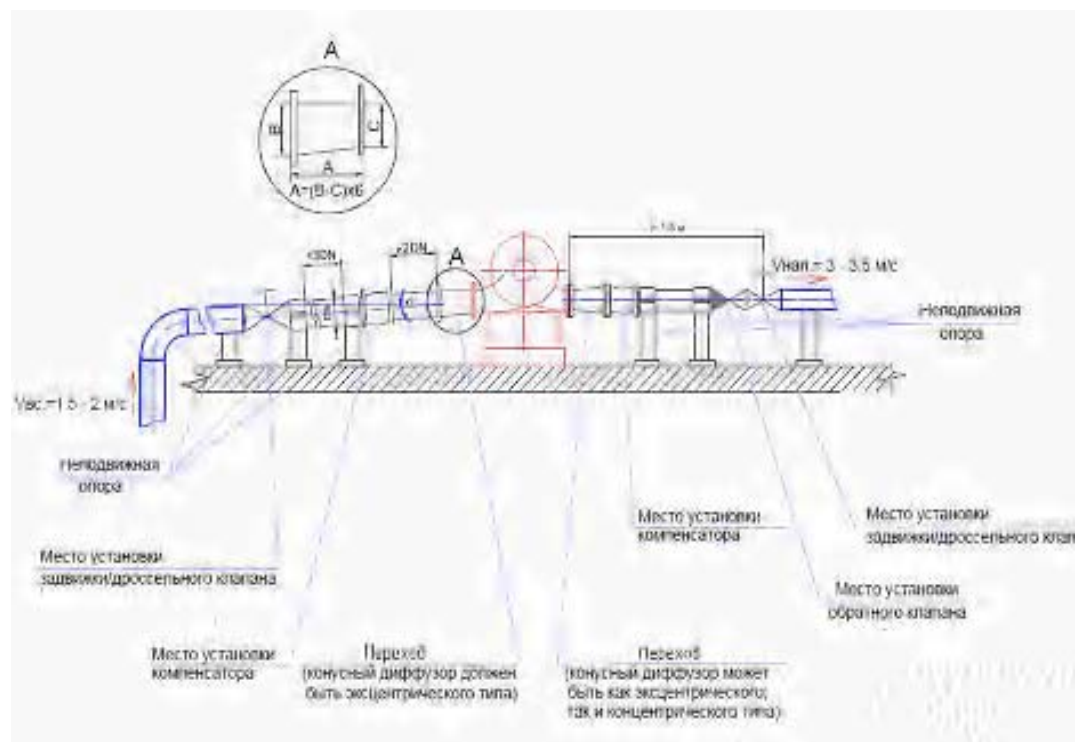 A
B
C
A
A=(B-C)x6
A
Vнап.= 3 - 3.5 м/с
Неподвижная
опора
Vвс.=1.5 - 2 м/с
Неподвижная
опора
Место установки
компенсатора
Место установки
задвижки/дроссельного клап
Место установки
задвижки/дроссельного клапана
Место установки
обратного клапана
Место установки
компенсатора
Переход
(конусный диффузор должен
быть эксцентрического типа)
Переход
(конусный диффузор может
быть как эксцентрического,
так и концентрического типа)